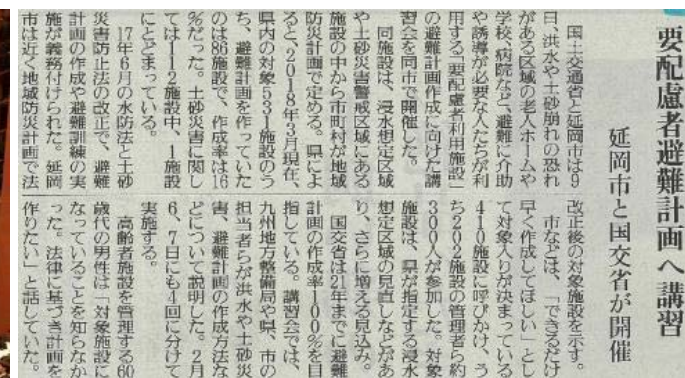 要配慮者避難計画へ講習
延岡市と国交省が開催
国土交通省と延岡市は9
日、洪水や土砂崩れの恐れ
がある区域の老人ホームや
学校、病院など、避難に介助
や誘導が必要な人たちが利
用する「要配慮者利用施設」
の避難計画作成に向けた講
習会を同市で開催した。
同施設は、浸水想定区域
や土砂災害警戒区域にある
施設の中から市町村が地域
防災計画で定める。県によ
ると、2018年3月現在、
県内の対象531施設のう
ち、避難計画を作っていた
のは86施設で、作成率は16
%だった。土砂災害に関し
ては112施設中、1施設
にとどまっている。
17年6月の水防法と土砂
災害防止法の改正で、避難
計画の作成や避難訓練の実
施が義務付けられた。延岡
市は近く地域防災計画で法
改正後の対象施設を示す。
市などは、「できるだけ
早く作成してほしい」とし
て対象入りが決まっている
410施設に呼びかけ、う
ち202施設の管理者ら約
300人が参加した。対象
施設は、県が指定する浸水
想定区域の見直しなどがあ
り、さらに増える見込み。
国交省は21年までに避難
計画の作成率100%を目
指している。講習会では、
九州地方整備局や県、市の
担当者らが洪水や土砂災
害、避難計画の作成方法な
どについて説明した。2月
6、7日にも4回に分けて
実施する。
高齢者施設を管理する60
歳代の男性は「対象施設に
なっていることを知らなか
った。法律に基づき計画を
作りたい」と話していた。